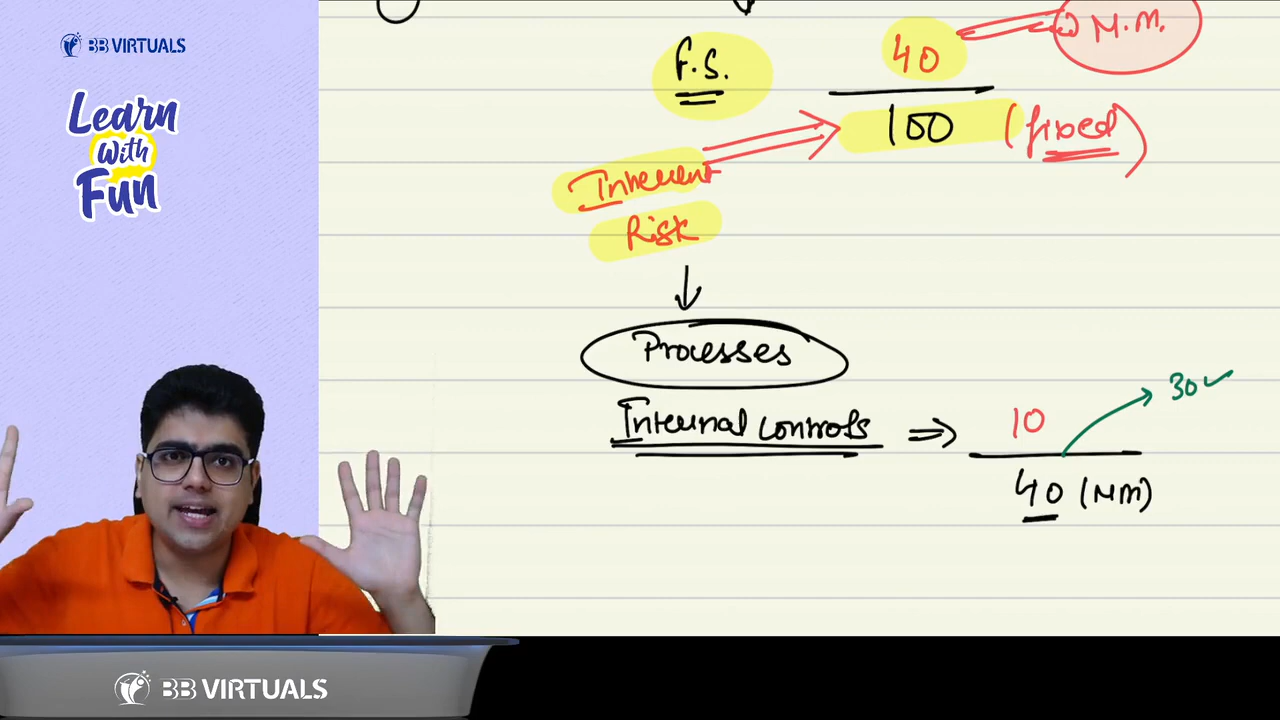 BB VIRTUALS
Learn
With
Fun
F.S.
40
M.M.
100 (fixed)
Inherent
Risk
Processes
Internal controls ⇒ 10
30 ✓
40 (MM)
BB VIRTUALS